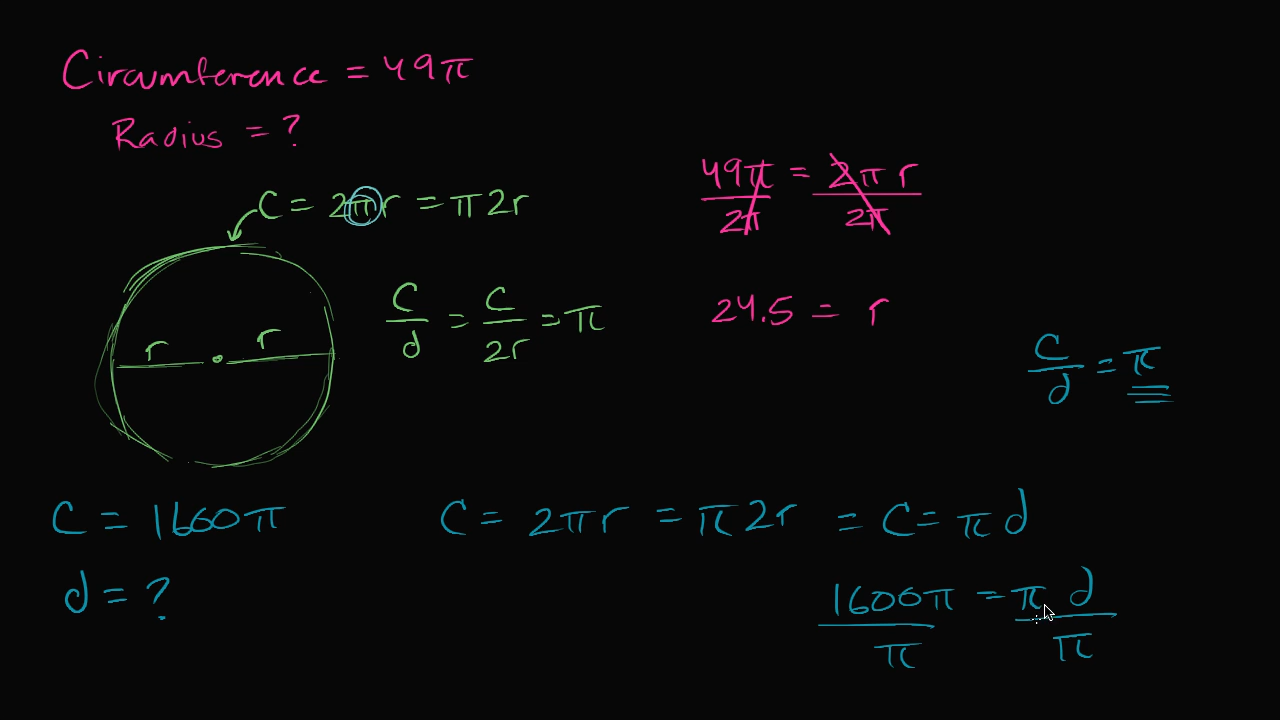 Circumference = 49π
Radius = ?
C = 2πr = π2r
r r
C/d = C/2r = π
49π/2π = 2πr/2π
24.5 = r
C/d = π
C = 1600π
d = ?
C = 2πr = π2r = C = πd
1600π/π = πd/π